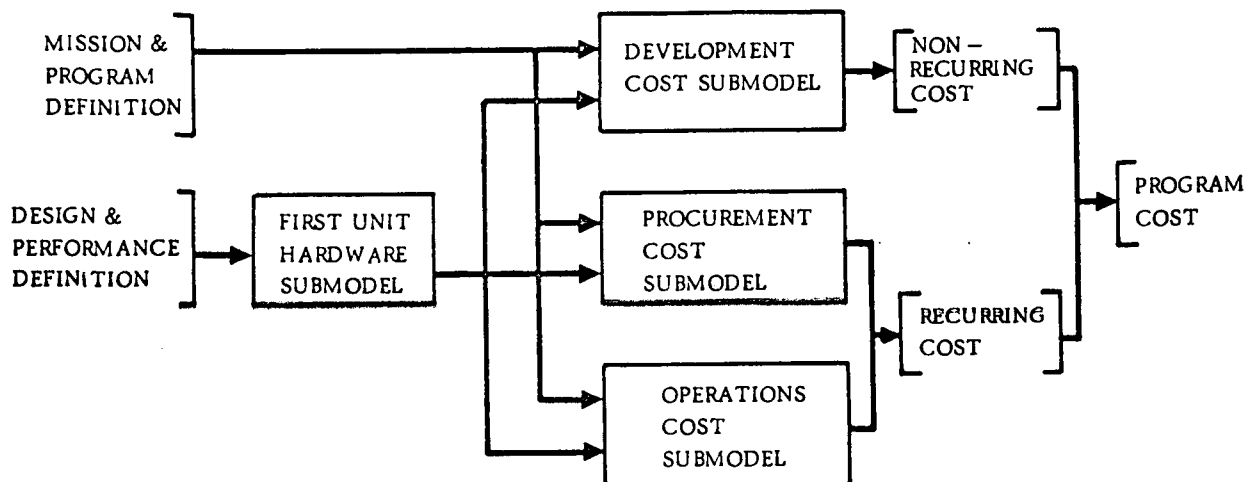 MISSION &
PROGRAM
DEFINITION
DEVELOPMENT
COST SUBMODEL
NON–
RECURRING
COST
DESIGN &
PERFORMANCE
DEFINITION
FIRST UNIT
HARDWARE
SUBMODEL
PROCUREMENT
COST
SUBMODEL
PROGRAM
COST
RECURRING
COST
OPERATIONS
COST
SUBMODEL